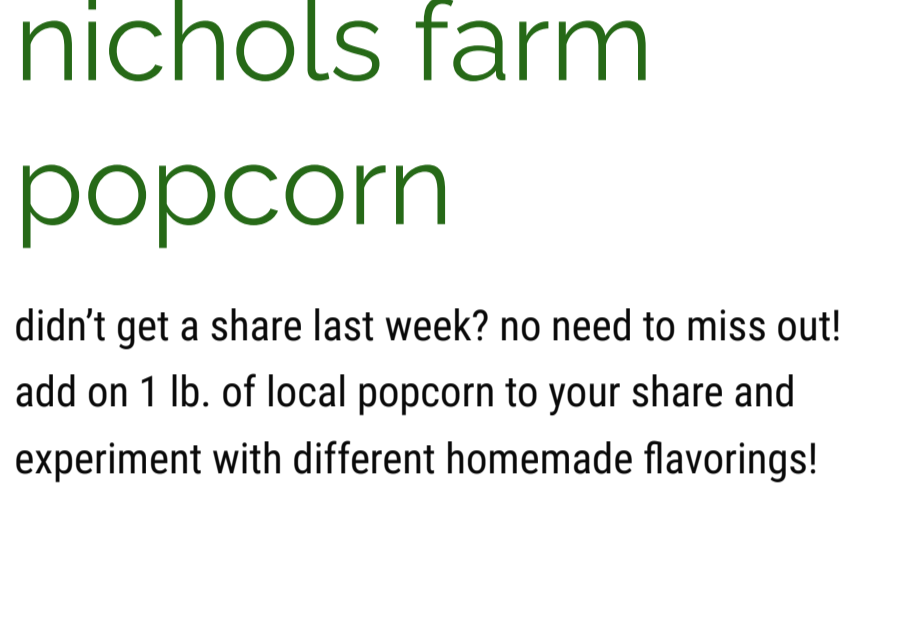 nichols farm
popcorn
didn’t get a share last week? no need to miss out!
add on 1 lb. of local popcorn to your share and
experiment with different homemade flavorings!